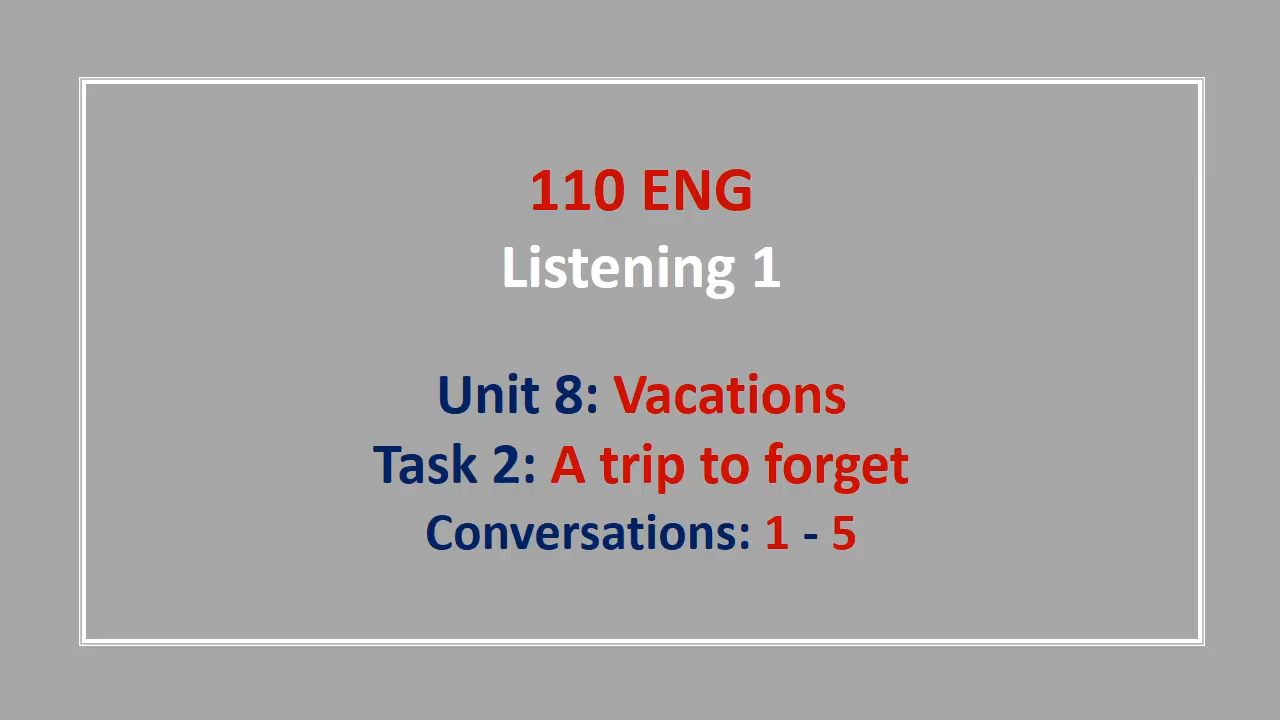 110 ENG
Listening 1
Unit 8: Vacations
Task 2: A trip to forget
Conversations: 1 - 5